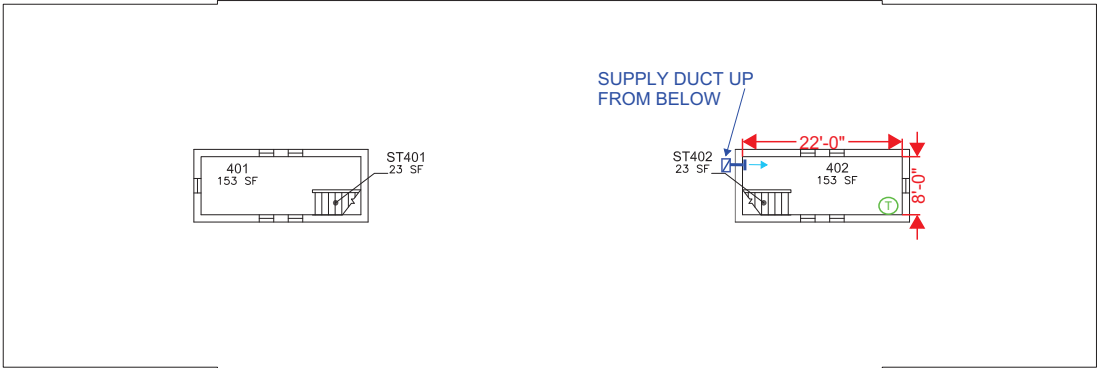 SUPPLY DUCT UP
FROM BELOW
22'-0"
401
153 SF
ST401
23 SF
ST402
23 SF
402
153 SF
8'-0"
T